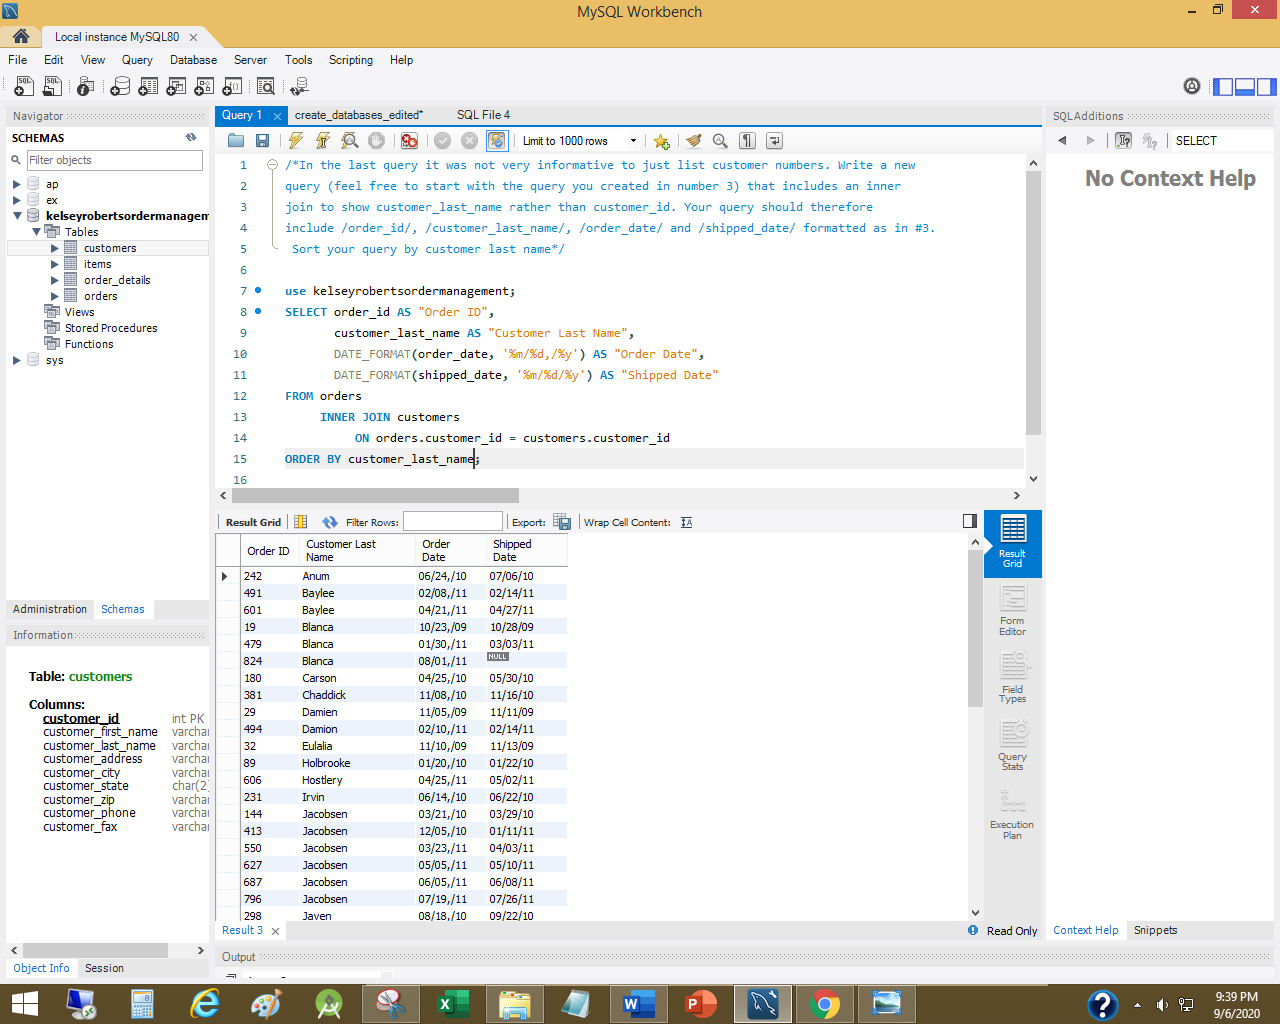 MySQL Workbench
Local instance MySQL80
File Edit View Query Database Server Tools Scripting Help
Navigator
SCHEMAS
Filter objects
ap
ex
kelseyrobertsordermanagem
Tables
customers
items
order_details
orders
Views
Stored Procedures
Functions
sys
Administration Schemas
Information
Table: customers
Columns:
customer_id int PK
customer_first_name varchar
customer_last_name varchar
customer_address varchar
customer_city varchar
customer_state char(2)
customer_zip varchar
customer_phone varchar
customer_fax varchar
Object Info Session
Query 1 create_databases_edited* SQL File 4
Limit to 1000 rows
1 /*In the last query it was not very informative to just list customer numbers. Write a new
2 query (feel free to start with the query you created in number 3) that includes an inner
3 join to show customer_last_name rather than customer_id. Your query should therefore
4 include /order_id/, /customer_last_name/, /order_date/ and /shipped_date/ formatted as in #3.
5 Sort your query by customer last name*/
6
7 use kelseyrobertsordermanagement;
8 SELECT order_id AS "Order ID",
9 customer_last_name AS "Customer Last Name",
10 DATE_FORMAT(order_date, '%m/%d,/%y') AS "Order Date",
11 DATE_FORMAT(shipped_date, '%m/%d/%y') AS "Shipped Date"
12 FROM orders
13 INNER JOIN customers
14 ON orders.customer_id = customers.customer_id
15 ORDER BY customer_last_name;
16
Result Grid Filter Rows: Export: Wrap Cell Content:
Order ID Customer Last Name Order Date Shipped Date
242 Anum 06/24,/10 07/06/10
491 Baylee 02/08,/11 02/14/11
601 Baylee 04/21,/11 04/27/11
19 Blanca 10/23,/09 10/28/09
479 Blanca 01/30,/11 03/03/11
824 Blanca 08/01,/11 NULL
180 Carson 04/25,/10 05/30/10
381 Chaddick 11/08,/10 11/16/10
29 Damien 11/05,/09 11/11/09
494 Damion 02/10,/11 02/14/11
32 Eulalia 11/10,/09 11/13/09
89 Holbrooke 01/20,/10 01/22/10
606 Hostlery 04/25,/11 05/02/11
231 Irvin 06/14,/10 06/22/10
144 Jacobsen 03/21,/10 03/29/10
413 Jacobsen 12/05,/10 01/11/11
550 Jacobsen 03/23,/11 04/03/11
627 Jacobsen 05/05,/11 05/10/11
687 Jacobsen 06/05,/11 06/08/11
796 Jacobsen 07/19,/11 07/26/11
298 Javen 08/18,/10 09/22/10
Result Grid
Form Editor
Field Types
Query Stats
Execution Plan
Result 3
Read Only
Output
SQLAdditions
SELECT
No Context Help
Context Help Snippets
9:39 PM
9/6/2020